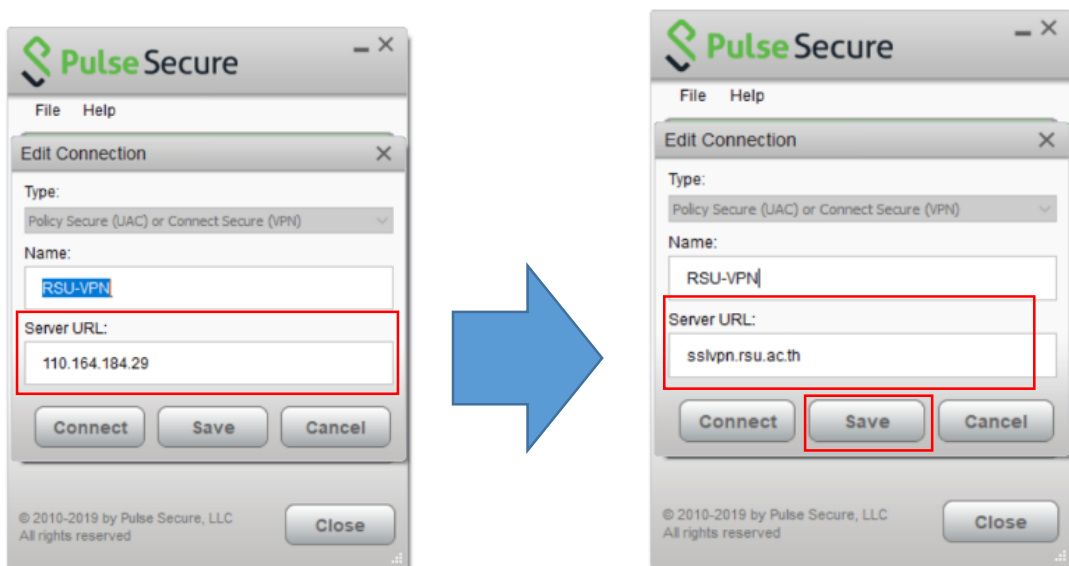 Pulse Secure
File Help
Edit Connection
Type:
Policy Secure (UAC) or Connect Secure (VPN)
Name:
RSU-VPN
Server URL:
110.164.184.29
Connect Save Cancel
© 2010-2019 by Pulse Secure, LLC
All rights reserved
Close
Pulse Secure
File Help
Edit Connection
Type:
Policy Secure (UAC) or Connect Secure (VPN)
Name:
RSU-VPN
Server URL:
sslvpn.rsu.ac.th
Connect Save Cancel
© 2010-2019 by Pulse Secure, LLC
All rights reserved
Close